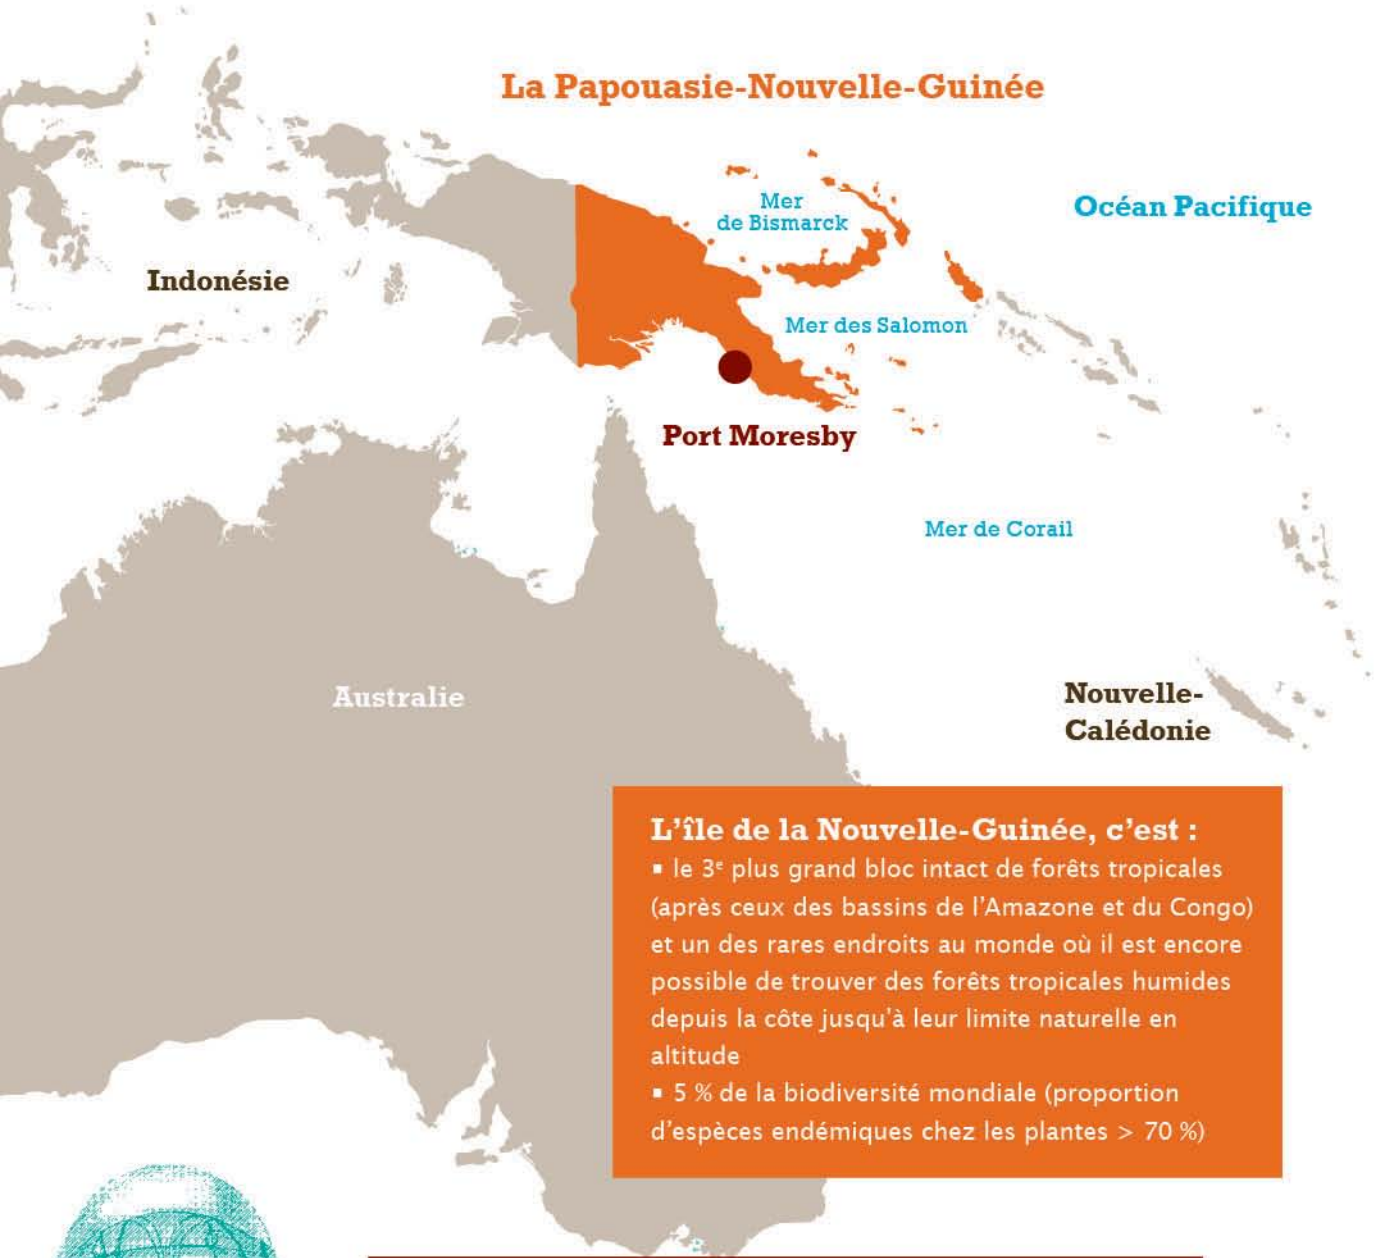 La Papouasie-Nouvelle-Guinée
Mer
de Bismarck
Océan Pacifique
Indonésie
Mer des Salomon
Port Moresby
Mer de Corail
Australie
Nouvelle-
Calédonie
L’île de la Nouvelle-Guinée, c’est :
▪ le 3ᵉ plus grand bloc intact de forêts tropicales
(après ceux des bassins de l’Amazone et du Congo)
et un des rares endroits au monde où il est encore
possible de trouver des forêts tropicales humides
depuis la côte jusqu’à leur limite naturelle en
altitude
▪ 5 % de la biodiversité mondiale (proportion
d’espèces endémiques chez les plantes > 70 %)